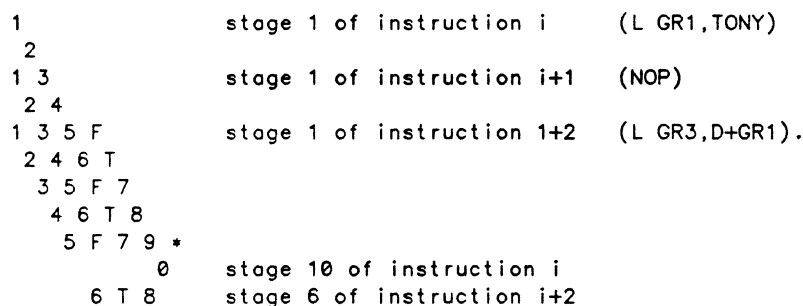 1                stage 1 of instruction i     (L GR1,TONY)
 2
1 3              stage 1 of instruction i+1   (NOP)
 2 4
1 3 5 F          stage 1 of instruction 1+2   (L GR3,D+GR1).
 2 4 6 T
  3 5 F 7
   4 6 T 8
    5 F 7 9 *
            0    stage 10 of instruction i
      6 T 8      stage 6 of instruction i+2